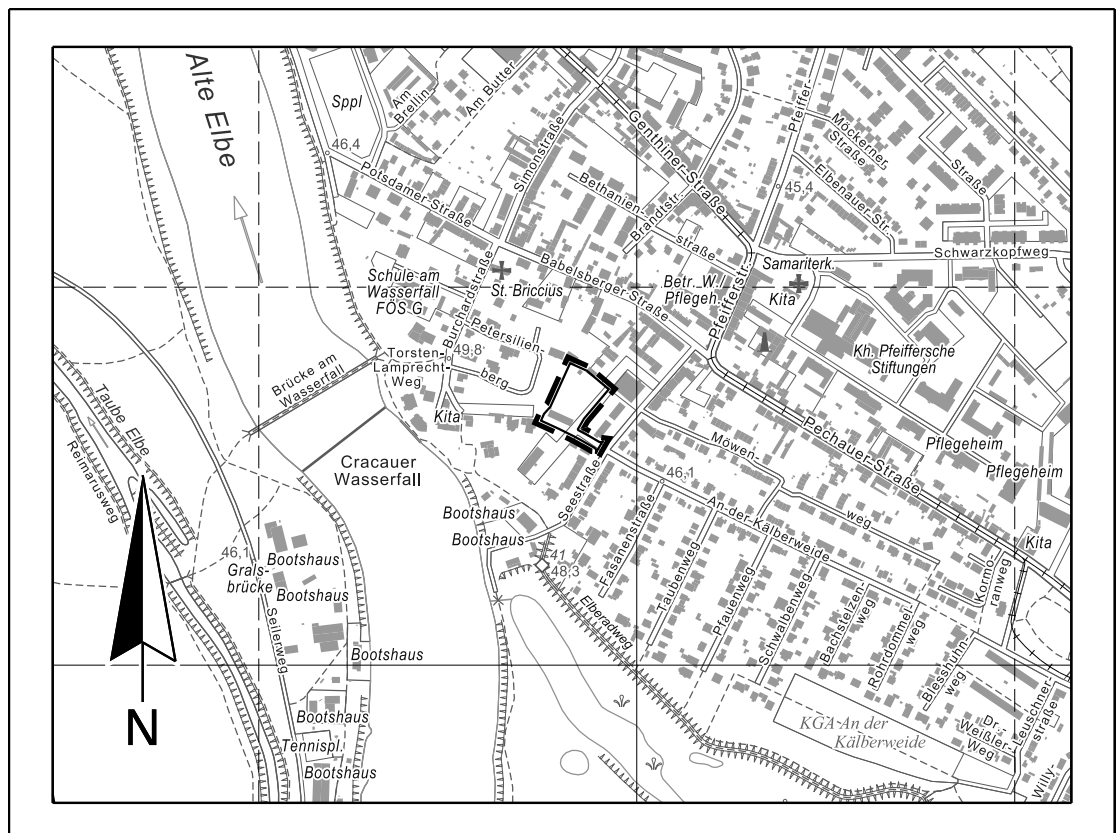 Alte Elbe
Sppl
Am
Brellin
Am Butter
46,4
Potsdamer-Straße
Simonstraße
Genthiner-Straße
Pfeiffer-
Möckerner
Straße
Straße
Elbenauer-Str.
45,4
Bethanien-
straße
Brandtstr.
Schwarzkopfweg
Samariterk.
Kita
Babelsberger-Straße
Betr. W./
Pflegeh.
Pfeifferstr.
Schule am
Wasserfall
FÖS G
St. Briccius
Burchardstraße
Petersilien-
berg
Kh. Pfeiffersche
Stiftungen
Torsten-
Lamprecht-
Weg
49,8
Brücke am
Wasserfall
Kita
Taube Elbe
Reimarusweg
Cracauer
Wasserfall
Möwen-
weg
Pechauer-Straße
Pflegeheim
Pflegeheim
46,1
An-der-Kälberweide
Seestraße
Fasanenstraße
Bootshaus
Bootshaus
41
48,3
Elberadweg
Taubenweg
Pfauenweg
Schwalbenweg
Bachstelzen-
weg
Rohrdommel-
weg
Blesshuhn-
weg
Kormo-
ranweg
Kita
46,1
Grals-
brücke
Bootshaus
Bootshaus
Seilerweg
Bootshaus
Bootshaus
Tennispl.
Bootshaus
KGA An der
Kälberweide
Dr.-
Weißler-
Weg
Leuschner-
straße
Willy-
N